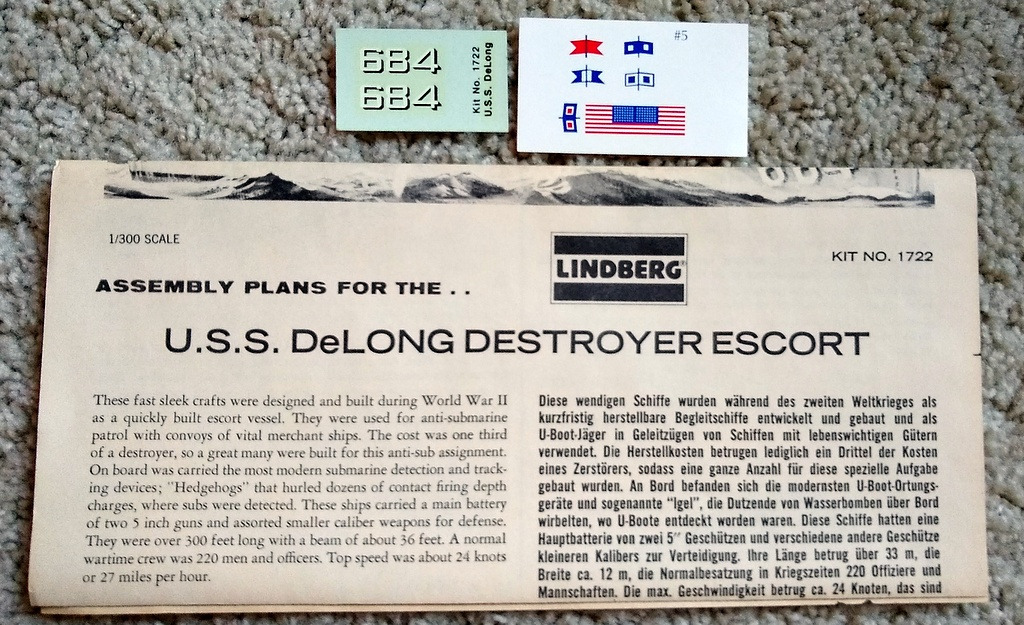 684
684
Kit No. 1722
U.S.S. DeLong
#5
1/300 SCALE
LINDBERG®
KIT NO. 1722
ASSEMBLY PLANS FOR THE . .
U.S.S. DeLONG DESTROYER ESCORT
These fast sleek crafts were designed and built during World War II
as a quickly built escort vessel. They were used for anti-submarine
patrol with convoys of vital merchant ships. The cost was one third
of a destroyer, so a great many were built for this anti-sub assignment.
On board was carried the most modern submarine detection and track-
ing devices; "Hedgehogs" that hurled dozens of contact firing depth
charges, where subs were detected. These ships carried a main battery
of two 5 inch guns and assorted smaller caliber weapons for defense.
They were over 300 feet long with a beam of about 36 feet. A normal
wartime crew was 220 men and officers. Top speed was about 24 knots
or 27 miles per hour.
Diese wendigen Schiffe wurden während des zweiten Weltkrieges als
kurzfristig herstellbare Begleitschiffe entwickelt und gebaut und als
U-Boot-Jäger in Geleitzügen von Schiffen mit lebenswichtigen Gütern
verwendet. Die Herstellkosten betrugen lediglich ein Drittel der Kosten
eines Zerstörers, sodass eine ganze Anzahl für diese spezielle Aufgabe
gebaut wurden. An Bord befanden sich die modernsten U-Boot-Ortungs-
geräte und sogenannte "Igel", die Dutzende von Wasserbomben über Bord
wirbelten, wo U-Boote entdeckt worden waren. Diese Schiffe hatten eine
Hauptbatterie von zwei 5" Geschützen und verschiedene andere Geschütze
kleineren Kalibers zur Verteidigung. Ihre Länge betrug über 33 m, die
Breite ca. 12 m, die Normalbesatzung in Kriegszeiten 220 Offiziere und
Mannschaften. Die max. Geschwindigkeit betrug ca. 24 Knoten, das sind